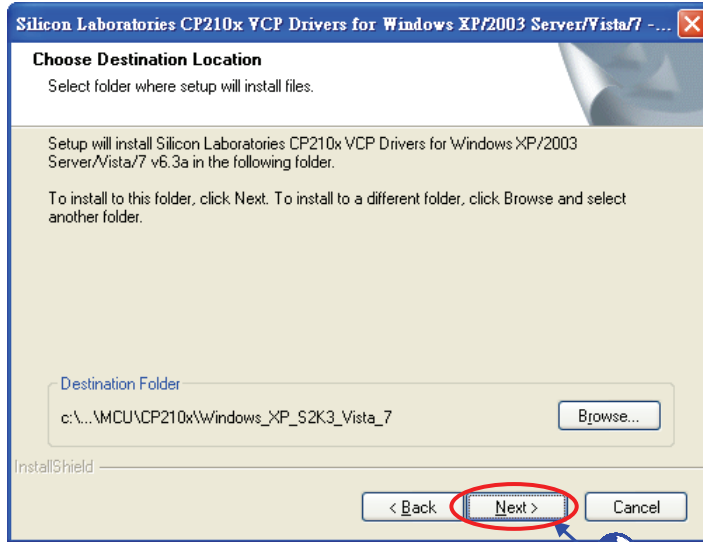 Silicon Laboratories CP210x VCP Drivers for Windows XP/2003 Server/Vista/7 -...
Choose Destination Location
Select folder where setup will install files.
Setup will install Silicon Laboratories CP210x VCP Drivers for Windows XP/2003
Server/Vista/7 v6.3a in the following folder.
To install to this folder, click Next. To install to a different folder, click Browse and select
another folder.
Destination Folder
c:\...\MCU\CP210x\Windows_XP_S2K3_Vista_7
Browse...
InstallShield
< Back
Next >
Cancel